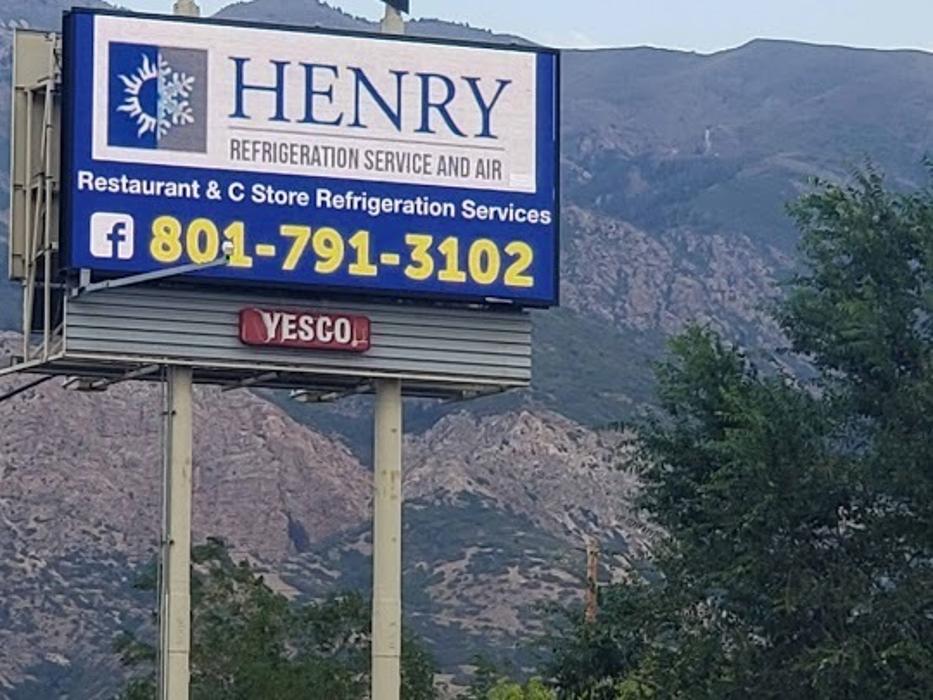 HENRY
REFRIGERATION SERVICE AND AIR
Restaurant & C Store Refrigeration Services
f 801-791-3102
YESCO